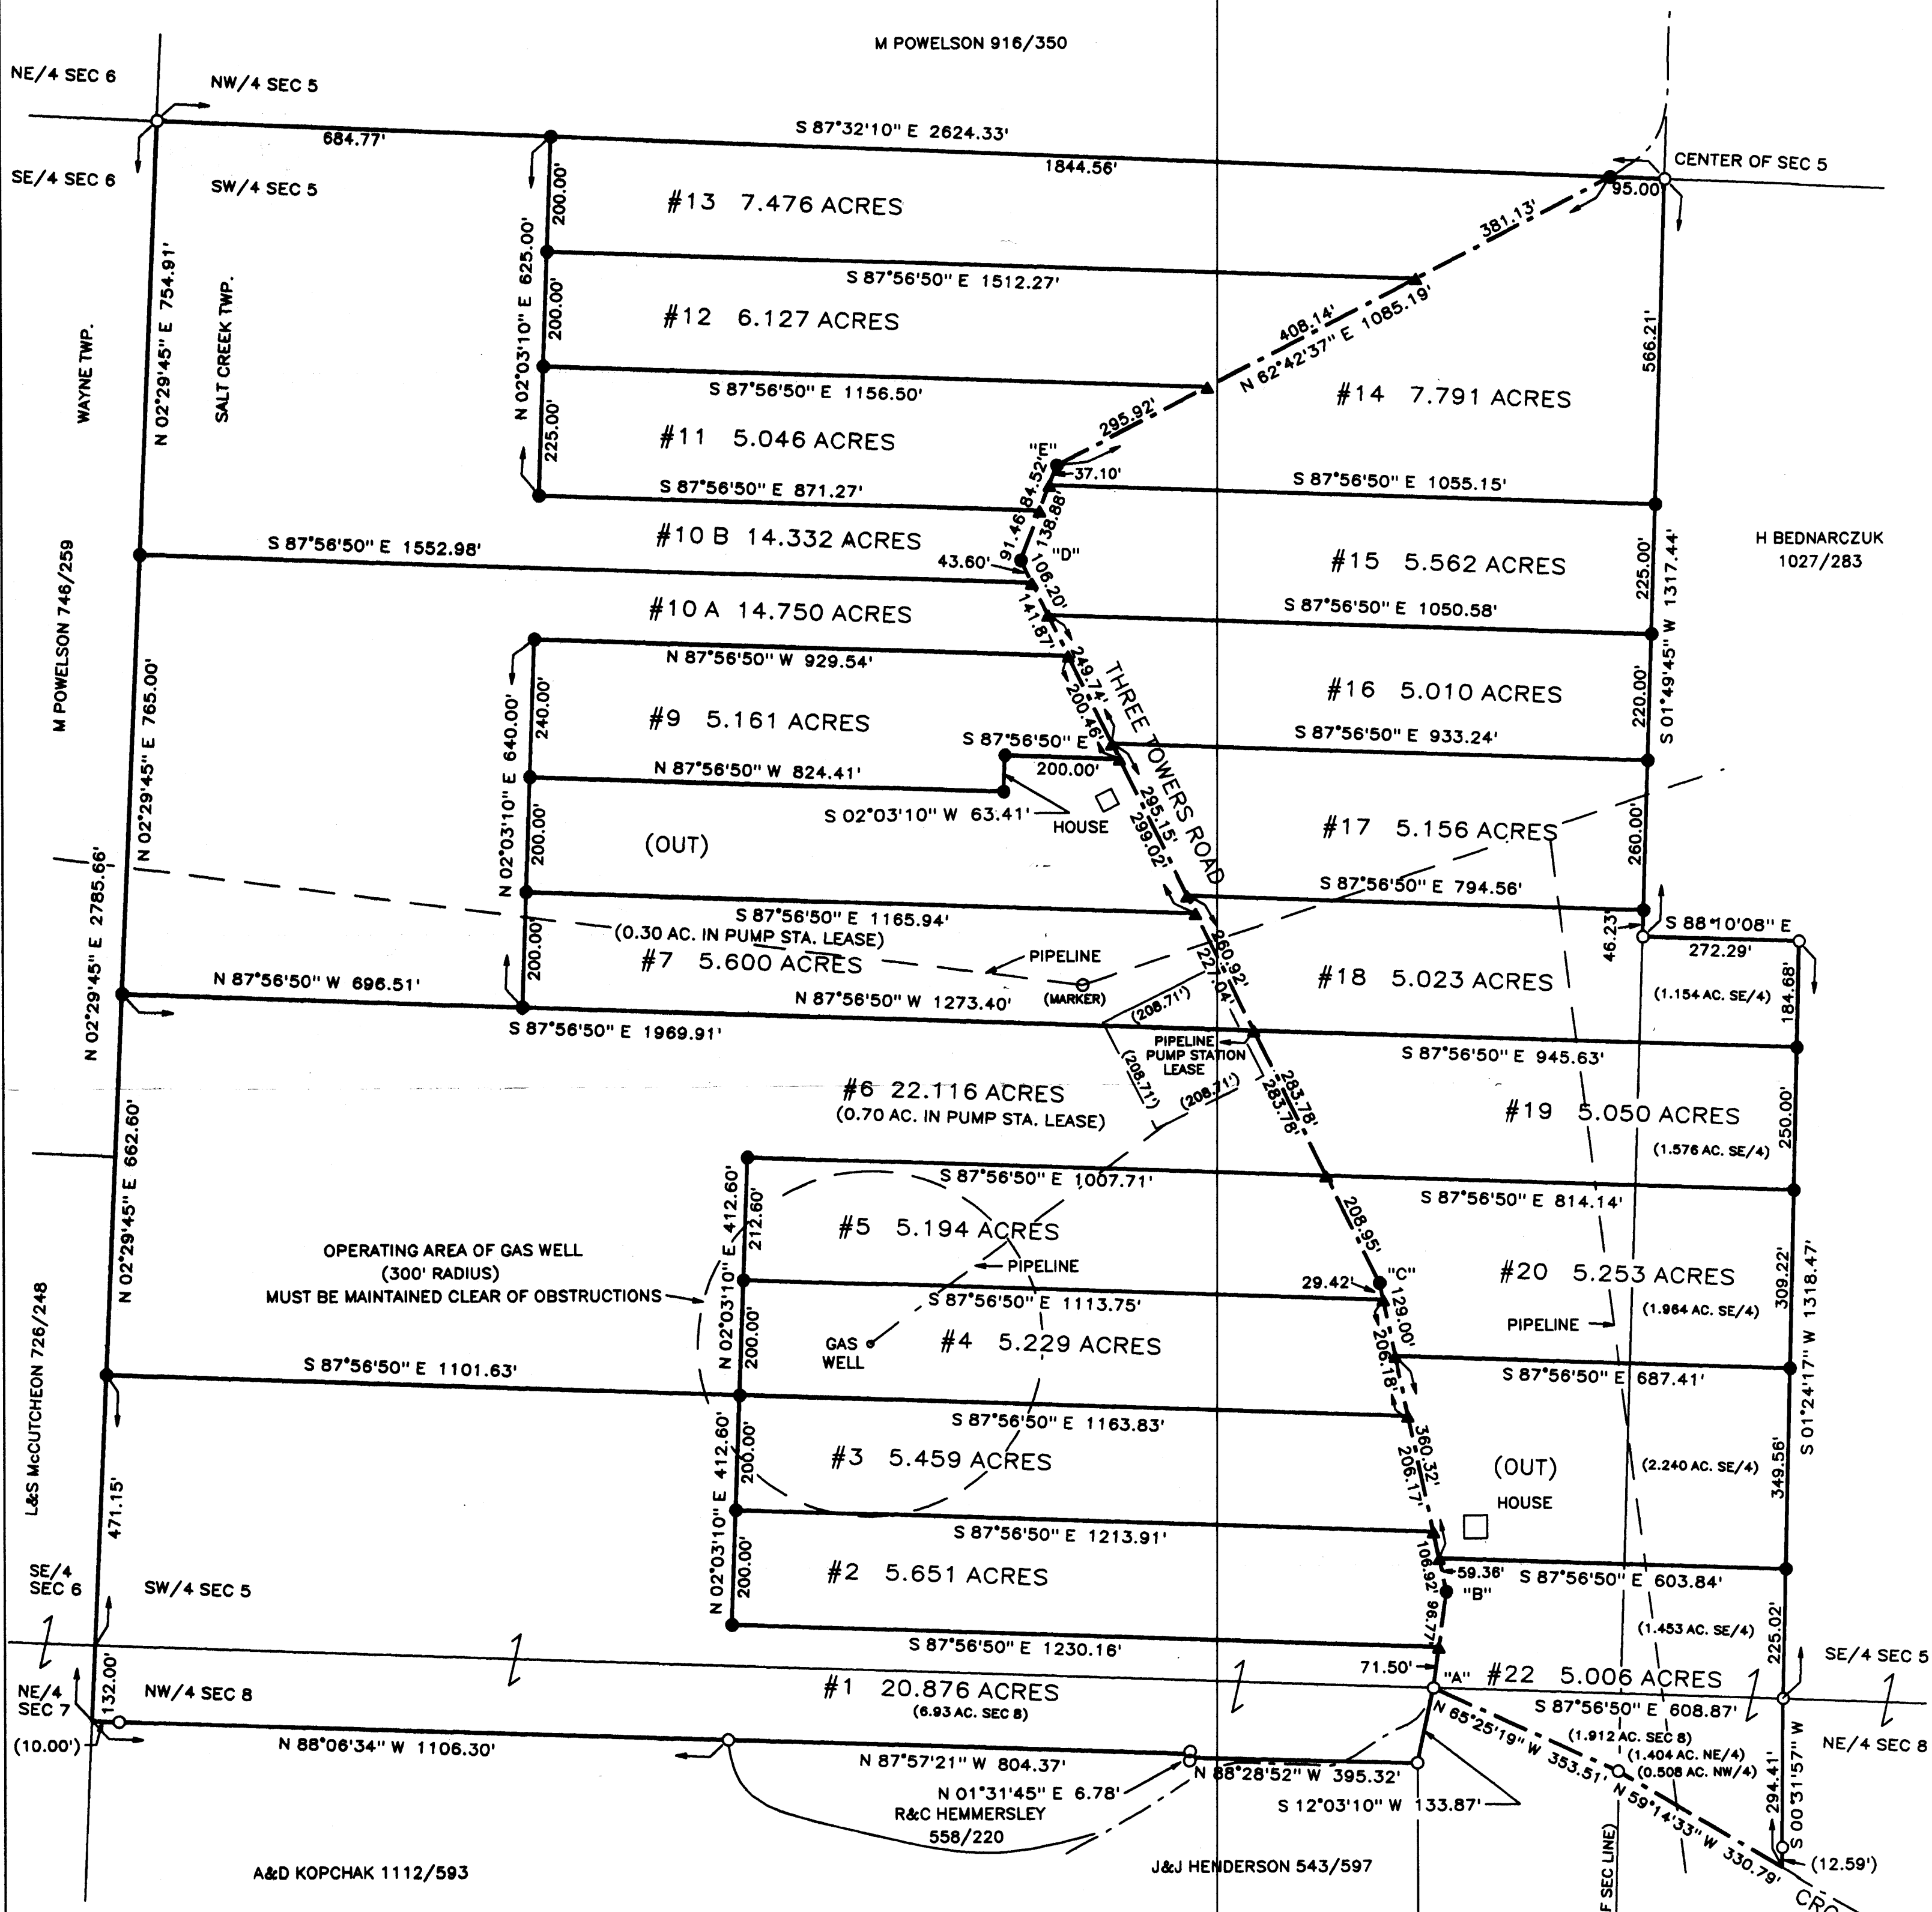 M POWELSON 916/350
NE/4 SEC 6
NW/4 SEC 5
SE/4 SEC 6
SW/4 SEC 5
684.77'
S 87°32'10" E 2624.33'
1844.56'
CENTER OF SEC 5
95.00'
200.00'
#13 7.476 ACRES
381.13'
S 87°56'50" E 1512.27'
N 02°03'10" E 625.00'
200.00'
#12 6.127 ACRES
408.14'
N 62°42'37" E 1085.19'
S 87°56'50" E 1156.50'
N 02°29'45" E 754.91'
WAYNE TWP.
SALT CREEK TWP.
566.21'
#14 7.791 ACRES
225.00'
#11 5.046 ACRES
295.92'
"E"
37.10'
84.52'
S 87°56'50" E 871.27'
S 87°56'50" E 1055.15'
138.88'
91.46'
#10 B 14.332 ACRES
"D"
43.60'
S 87°56'50" E 1552.98'
H BEDNARCZUK
1027/283
M POWELSON 746/259
#15 5.562 ACRES
225.00'
S 01°49'45" W 1317.44'
106.20'
141.87'
#10 A 14.750 ACRES
S 87°56'50" E 1050.58'
N 87°56'50" W 929.54'
249.74'
200.46'
THREE TOWERS ROAD
#16 5.010 ACRES
220.00'
N 02°29'45" E 765.00'
N 02°03'10" E 640.00'
240.00'
#9 5.161 ACRES
S 87°56'50" E
200.00'
S 87°56'50" E 933.24'
N 87°56'50" W 824.41'
S 02°03'10" W 63.41'
HOUSE
295.15'
299.02'
#17 5.156 ACRES
260.00'
(OUT)
200.00'
S 87°56'50" E 794.56'
S 87°56'50" E 1165.94'
(0.30 AC. IN PUMP STA. LEASE)
#7 5.600 ACRES
200.00'
PIPELINE
(MARKER)
260.92'
227.04'
46.23'
S 88°10'08" E
272.29'
#18 5.023 ACRES
(1.154 AC. SE/4)
184.68'
N 02°29'45" E 2785.66'
N 87°56'50" W 696.51'
N 87°56'50" W 1273.40'
S 87°56'50" E 1969.91'
(208.71')
(208.71')
(208.71')
PIPELINE
PUMP STATION
LEASE
S 87°56'50" E 945.63'
#6 22.116 ACRES
(0.70 AC. IN PUMP STA. LEASE)
283.78'
283.78'
#19 5.050 ACRES
(1.576 AC. SE/4)
250.00'
N 02°29'45" E 662.60'
S 87°56'50" E 1007.71'
S 87°56'50" E 814.14'
N 02°03'10" E 412.60'
212.60'
#5 5.194 ACRES
208.95'
OPERATING AREA OF GAS WELL
(300' RADIUS)
MUST BE MAINTAINED CLEAR OF OBSTRUCTIONS
PIPELINE
29.42'
"C"
#20 5.253 ACRES
(1.964 AC. SE/4)
309.22'
S 01°24'17" W 1318.47'
S 87°56'50" E 1113.75'
129.00'
PIPELINE
L&S McCUTCHEON 726/248
200.00'
GAS
WELL
#4 5.229 ACRES
206.18'
S 87°56'50" E 1101.63'
S 87°56'50" E 687.41'
S 87°56'50" E 1163.83'
N 02°03'10" E 412.60'
200.00'
#3 5.459 ACRES
360.32'
206.17'
(OUT)
HOUSE
(2.240 AC. SE/4)
349.56'
471.15'
S 87°56'50" E 1213.91'
200.00'
#2 5.651 ACRES
106.92'
59.36'
S 87°56'50" E 603.84'
"B"
SE/4
SEC 6
SW/4 SEC 5
96.77'
(1.453 AC. SE/4)
225.02'
S 87°56'50" E 1230.16'
71.50'
"A"
#22 5.006 ACRES
SE/4 SEC 5
NE/4
SEC 7
132.00'
NW/4 SEC 8
#1 20.876 ACRES
(6.93 AC. SEC 8)
S 87°56'50" E 608.87'
(10.00')
N 88°06'34" W 1106.30'
N 87°57'21" W 804.37'
N 88°28'52" W 395.32'
N 65°25'19" W 353.51'
(1.912 AC. SEC 8)
(1.404 AC. NE/4)
(0.508 AC. NW/4)
NE/4 SEC 8
N 01°31'45" E 6.78'
R&C HEMMERSLEY
558/220
S 12°03'10" W 133.87'
N 59°14'33" W 330.79'
294.41'
S 00°31'57" W
(12.59')
A&D KOPCHAK 1112/593
J&J HENDERSON 543/597
F SEC LINE)
CRO